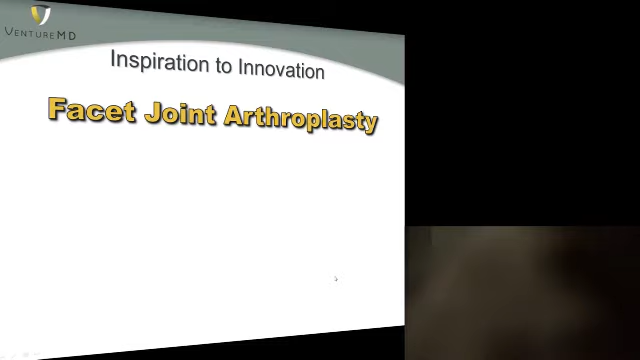 VENTUREMD
Inspiration to Innovation
Facet Joint Arthroplasty